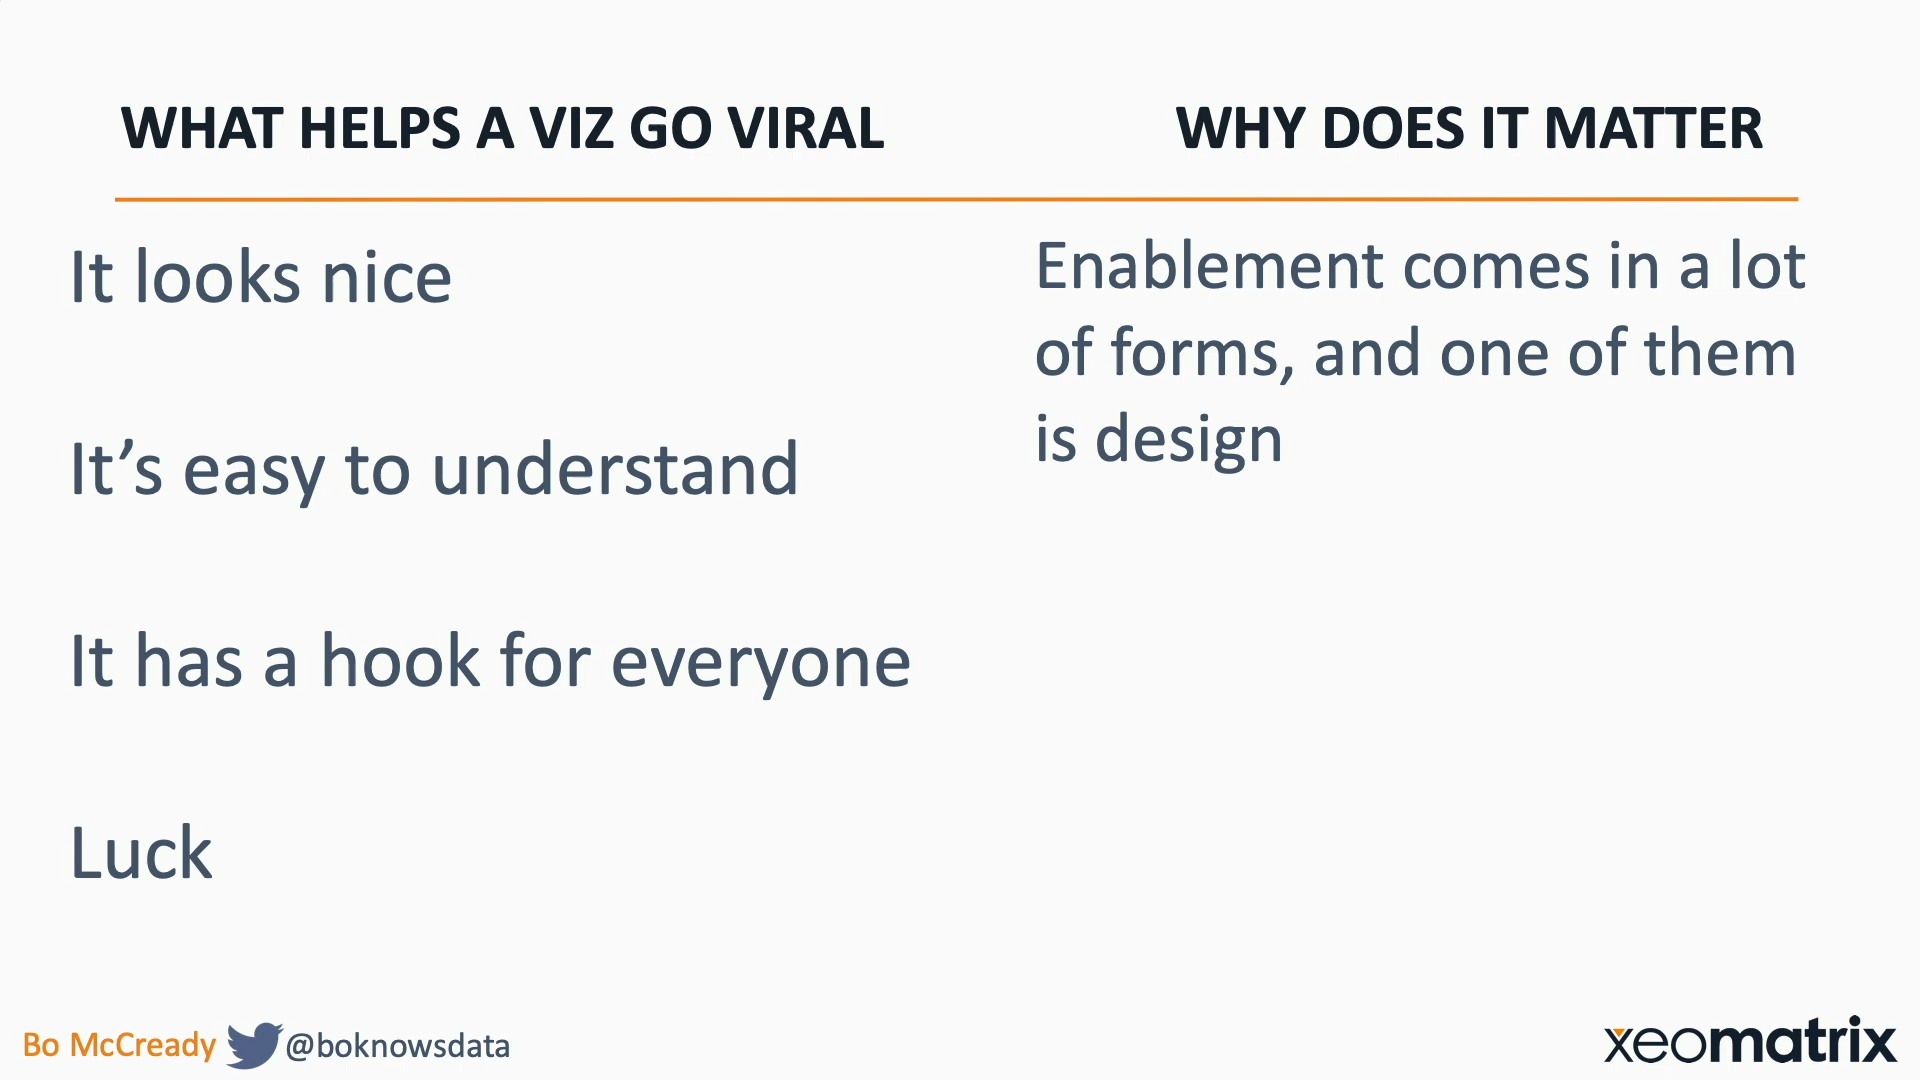 WHAT HELPS A VIZ GO VIRAL
It looks nice
It’s easy to understand
It has a hook for everyone
Luck
WHY DOES IT MATTER
Enablement comes in a lot
of forms, and one of them
is design
Bo McCready @boknowsdata
xeomatrix